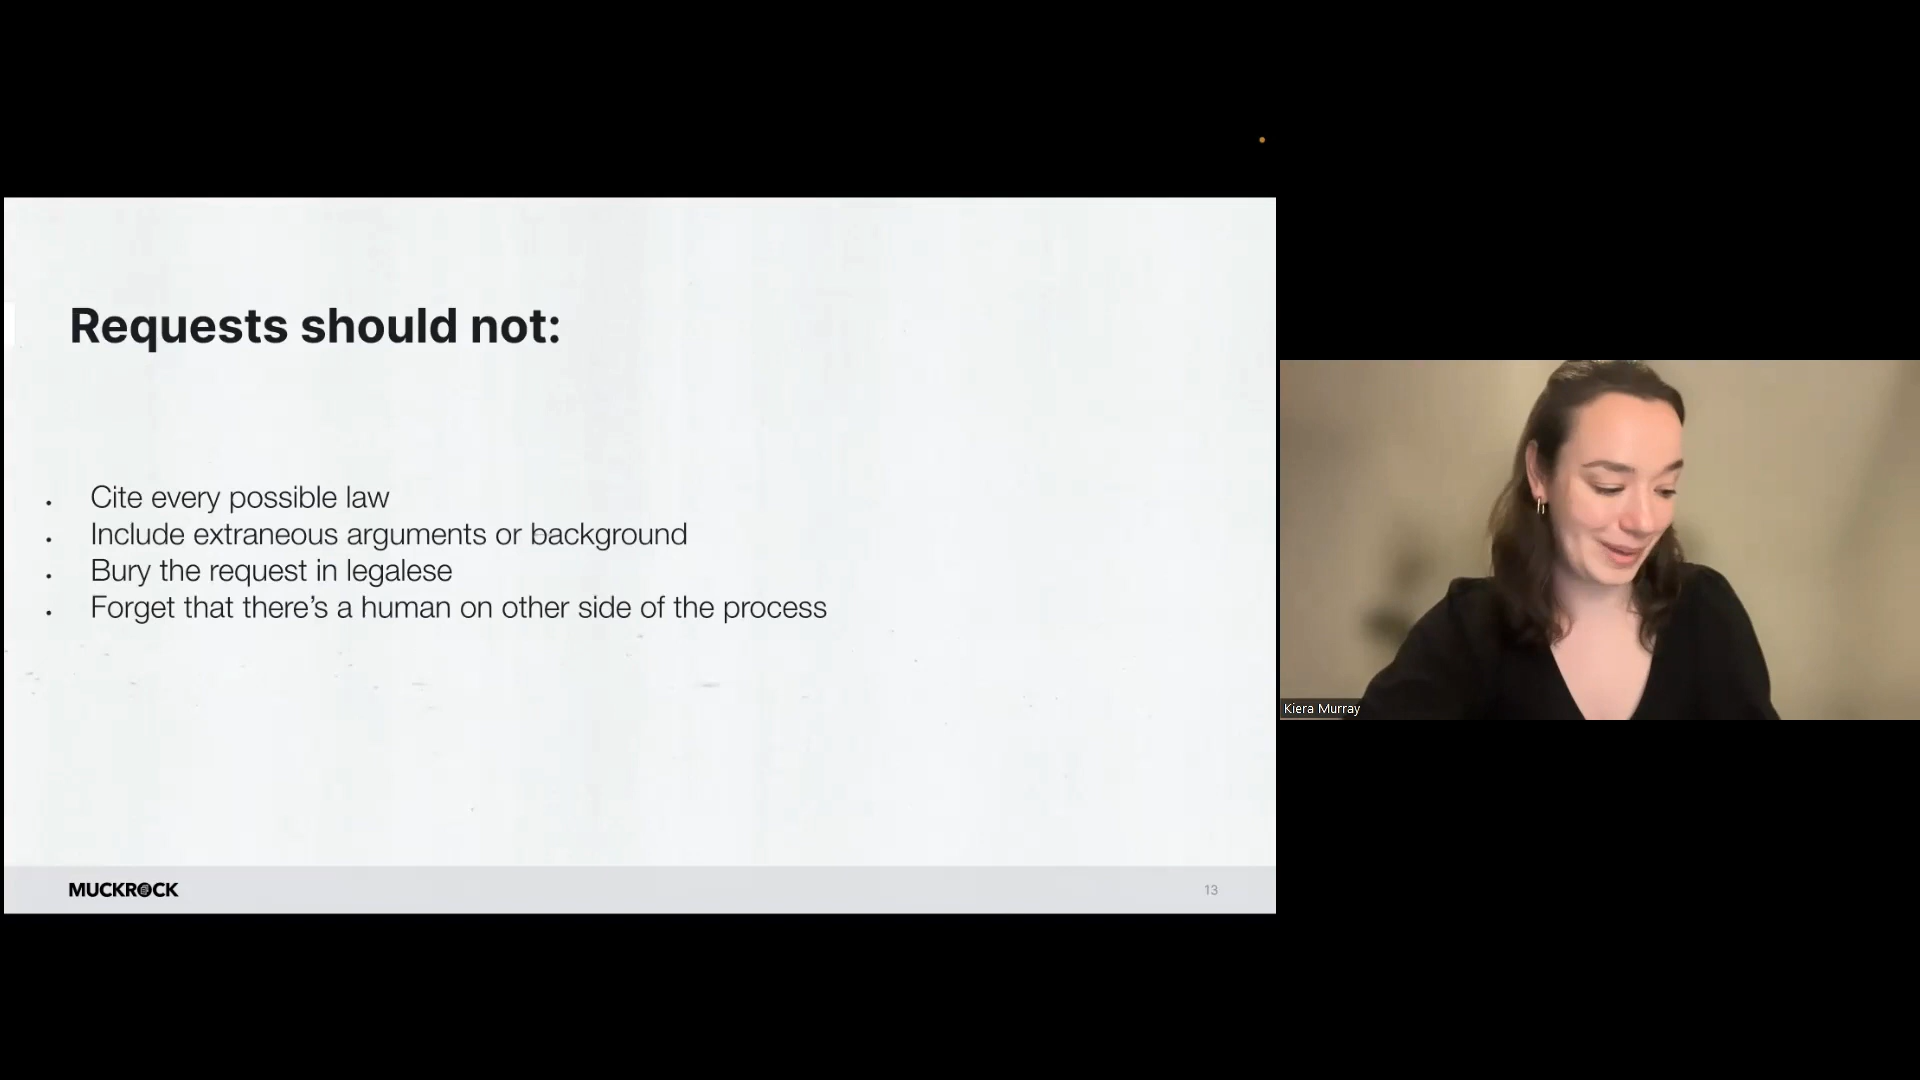 Requests should not:
• Cite every possible law
• Include extraneous arguments or background
• Bury the request in legalese
• Forget that there’s a human on other side of the process
MUCKROCK
13
Kiera Murray